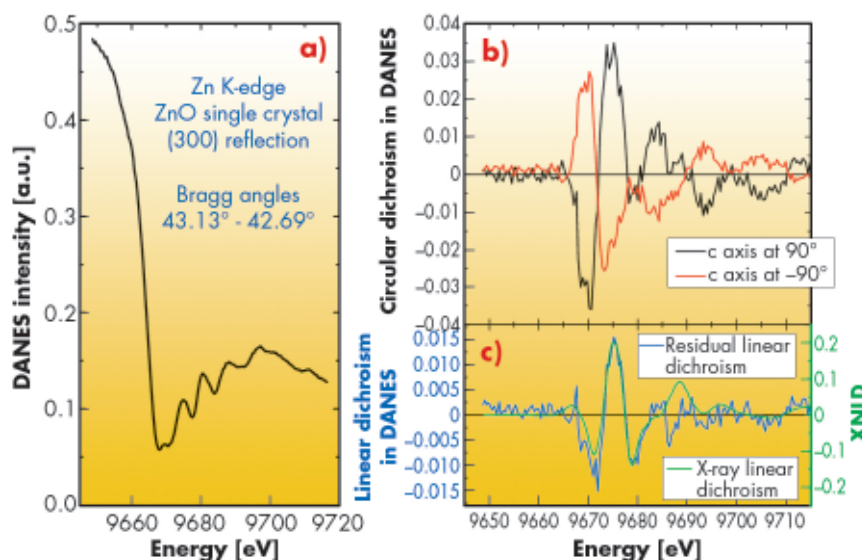 a)
Zn K-edge
ZnO single crystal
(300) reflection
Bragg angles
43.13° - 42.69°
DANES intensity [a.u.]
0.5
0.4
0.3
0.2
0.1
0.0
9660 9680 9700 9720
Energy [eV]
b)
Circular dichroism in DANES
0.04
0.03
0.02
0.01
0
-0.01
-0.02
-0.03
-0.04
c axis at 90°
c axis at –90°
c)
Linear dichroism
in DANES
0.015
0.010
0.005
0
-0.005
-0.010
-0.015
Residual linear
dichroism
X-ray linear
dichroism
0.2
0.1
0
-0.1
-0.2
XNLD
9650 9660 9670 9680 9690 9700 9710
Energy [eV]